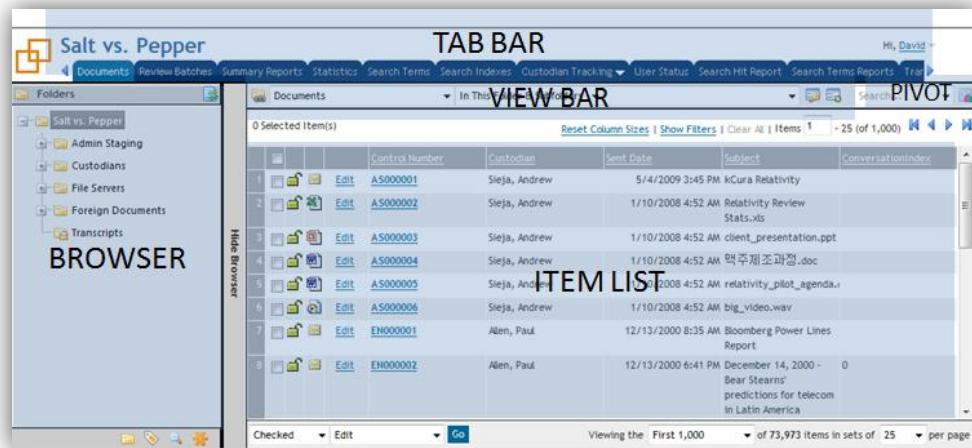 Salt vs. Pepper
TAB BAR
Hi, David
Documents Review Batches Summary Reports Statistics Search Terms Search Indexes Custodian Tracking User Status Search Hit Report Search Terms Reports
Folders
Documents
In This
VIEW BAR
Search
PIVOT
Salt vs. Pepper
Admin Staging
Custodians
File Servers
Foreign Documents
Transcripts
BROWSER
Hide Browser
0 Selected Item(s)
Reset Column Sizes | Show Filters | Clear All | Items 1 - 25 (of 1,000)
Control Number Custodian Sent Date Subject ConversationIndex
1 Edit AS000001 Sieja, Andrew 5/4/2009 3:45 PM kCura Relativity
2 Edit AS000002 Sieja, Andrew 1/10/2008 4:52 AM Relativity Review
Stats.xls
3 Edit AS000003 Sieja, Andrew 1/10/2008 4:52 AM client_presentation.ppt
4 Edit AS000004 Sieja, Andrew 1/10/2008 4:52 AM 맥주제조과정.doc
5 Edit AS000005 Sieja, Andrew 1/10/2008 4:52 AM relativity_pilot_agenda.
ITEM LIST
6 Edit AS000006 Sieja, Andrew 1/10/2008 4:52 AM big_video.wav
7 Edit EN000001 Allen, Paul 12/13/2000 8:35 AM Bloomberg Power Lines
Report
8 Edit EN000002 Allen, Paul 12/13/2000 6:41 PM December 14, 2000 - 0
Bear Stearns'
predictions for telecom
in Latin America
Checked Edit Go Viewing the First 1,000 of 73,973 items in sets of 25 per page